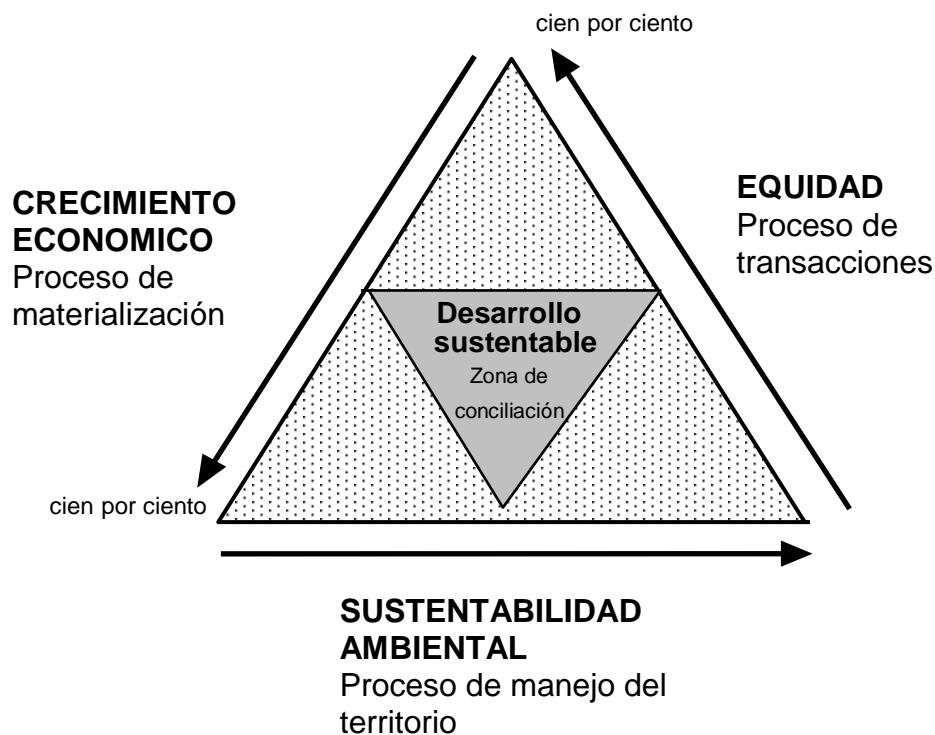 cien por ciento
CRECIMIENTO
ECONOMICO
Proceso de
materialización
EQUIDAD
Proceso de
transacciones
Desarrollo
sustentable
Zona de
conciliación
cien por ciento
SUSTENTABILIDAD
AMBIENTAL
Proceso de manejo del
territorio